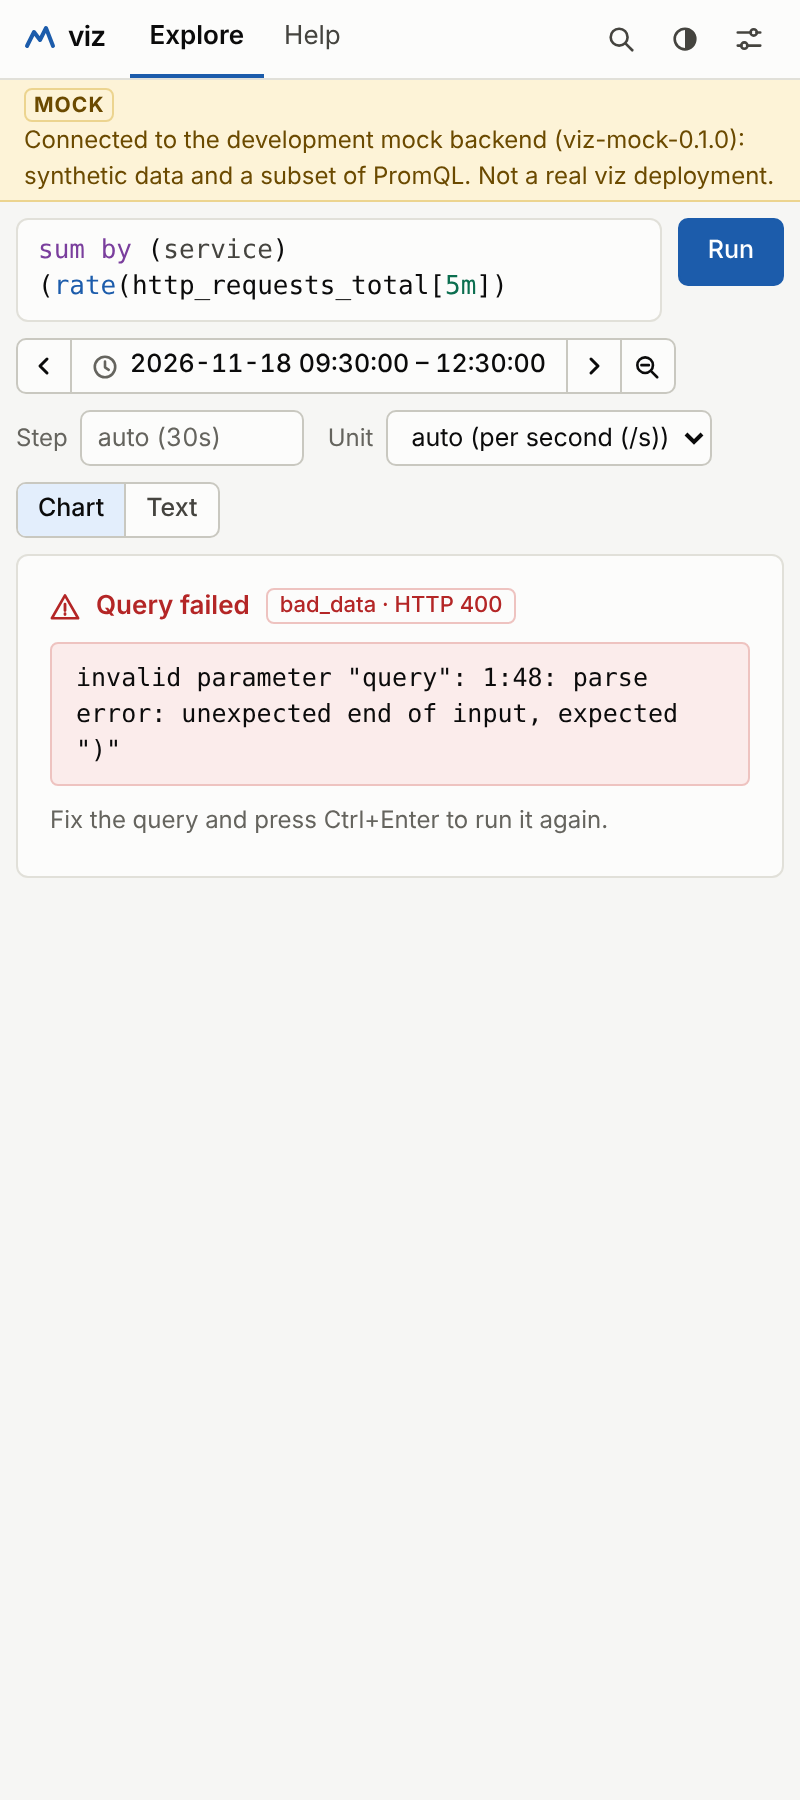 viz Explore Help
MOCK
Connected to the development mock backend (viz-mock-0.1.0):
synthetic data and a subset of PromQL. Not a real viz deployment.
sum by (service)
(rate(http_requests_total[5m])
Run
2026-11-18 09:30:00 – 12:30:00
Step auto (30s) Unit auto (per second (/s))
Chart Text
Query failed bad_data · HTTP 400
invalid parameter "query": 1:48: parse
error: unexpected end of input, expected
")"
Fix the query and press Ctrl+Enter to run it again.